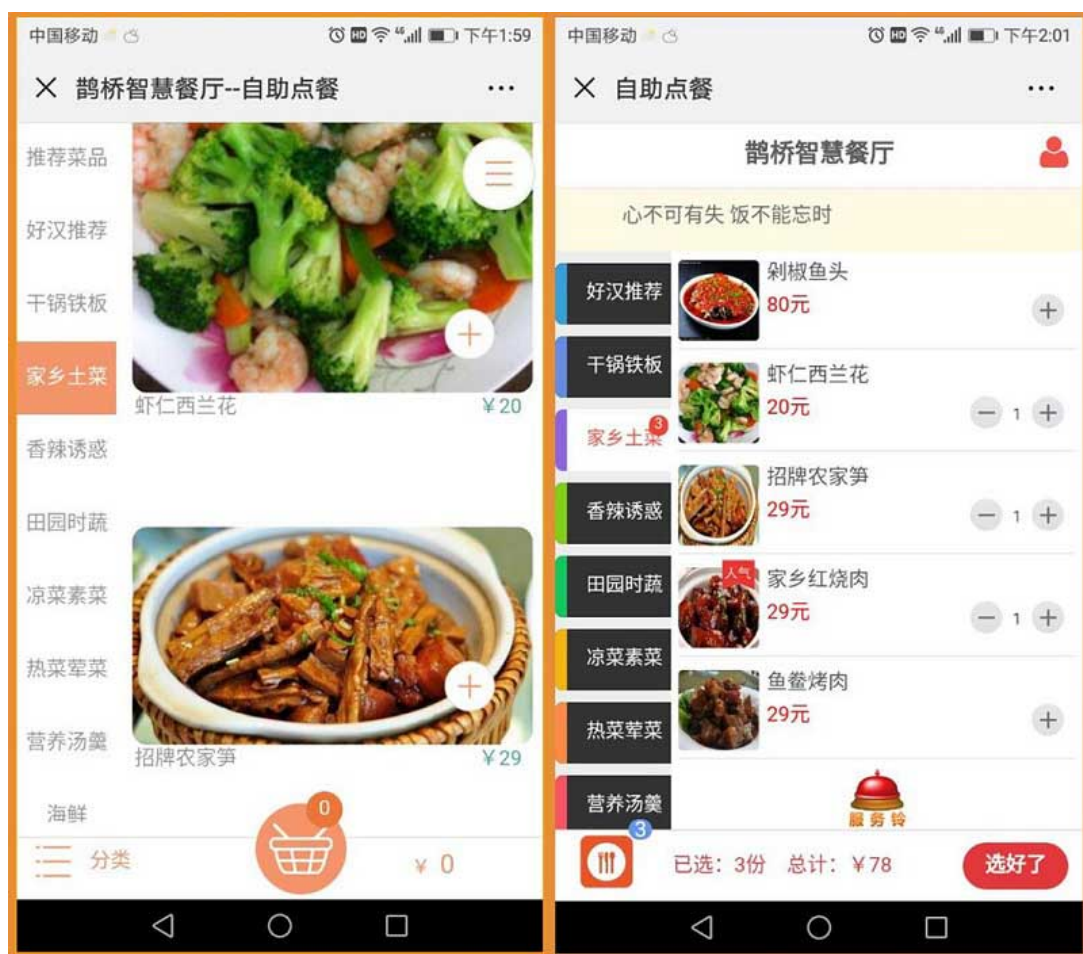 中国移动
HD 46 下午1:59
鹊桥智慧餐厅--自助点餐
推荐菜品
好汉推荐
干锅铁板
家乡土菜
虾仁西兰花
¥20
香辣诱惑
田园时蔬
凉菜素菜
热菜荤菜
营养汤羹
招牌农家笋
¥29
海鲜
0
分类
¥ 0
中国移动
HD 46 下午2:01
自助点餐
鹊桥智慧餐厅
心不可有失 饭不能忘时
好汉推荐
干锅铁板
家乡土菜
3
香辣诱惑
田园时蔬
凉菜素菜
热菜荤菜
营养汤羹
剁椒鱼头
80元
虾仁西兰花
20元
1
招牌农家笋
29元
1
人气
家乡红烧肉
29元
1
鱼鲞烤肉
29元
服务铃
3
已选：3份 总计：¥78
选好了